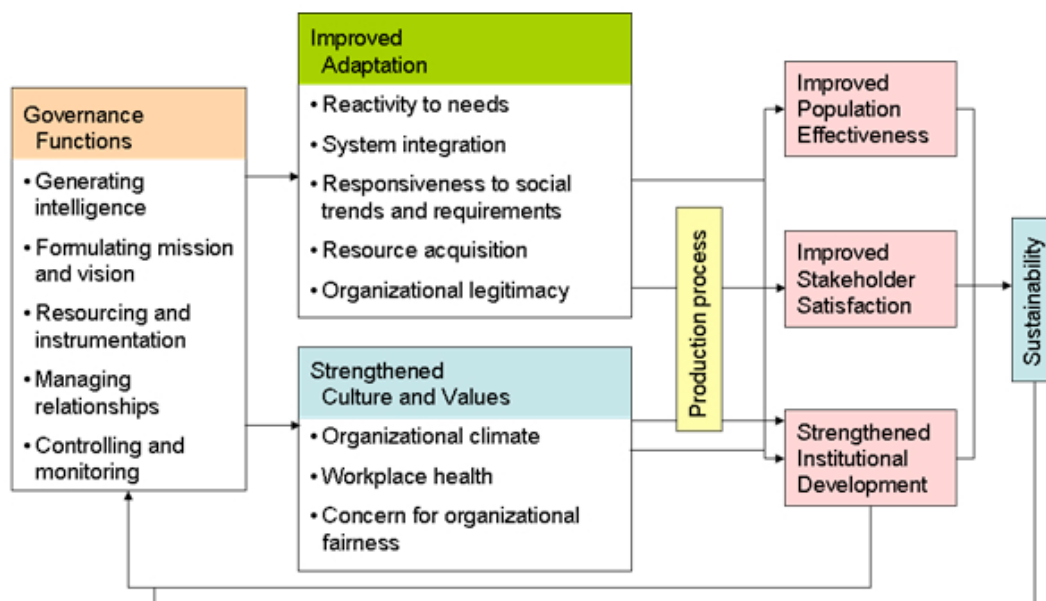 Governance
Functions
• Generating
intelligence
• Formulating mission
and vision
• Resourcing and
instrumentation
• Managing
relationships
• Controlling and
monitoring
Improved
Adaptation
• Reactivity to needs
• System integration
• Responsiveness to social
trends and requirements
• Resource acquisition
• Organizational legitimacy
Strengthened
Culture and Values
• Organizational climate
• Workplace health
• Concern for organizational
fairness
Production process
Improved
Population
Effectiveness
Improved
Stakeholder
Satisfaction
Strengthened
Institutional
Development
Sustainability